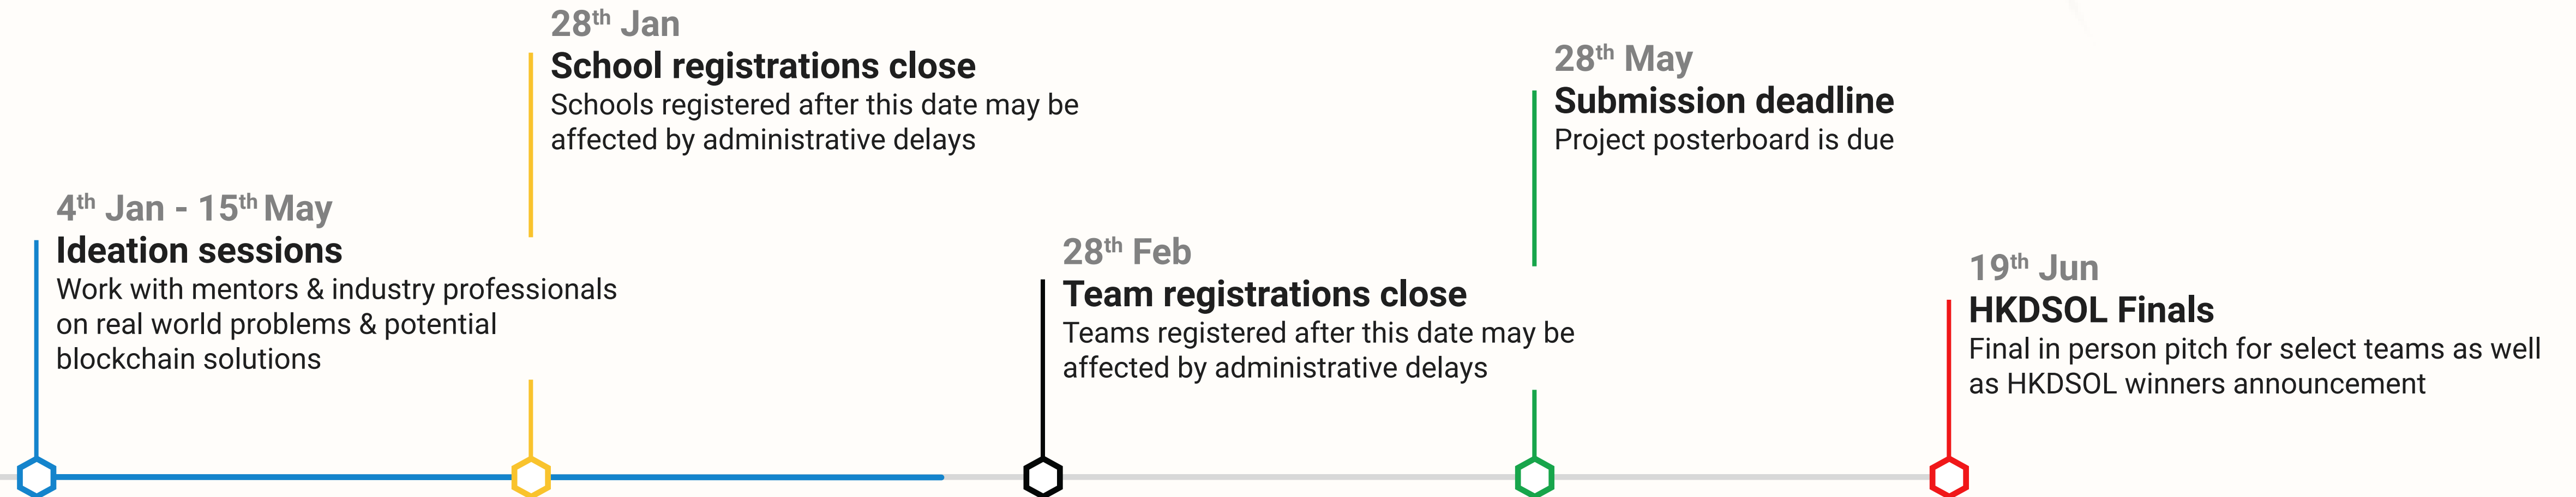 4th Jan - 15th May
Ideation sessions
Work with mentors & industry professionals
on real world problems & potential
blockchain solutions
28th Jan
School registrations close
Schools registered after this date may be
affected by administrative delays
28th Feb
Team registrations close
Teams registered after this date may be
affected by administrative delays
28th May
Submission deadline
Project posterboard is due
19th Jun
HKDSOL Finals
Final in person pitch for select teams as well
as HKDSOL winners announcement